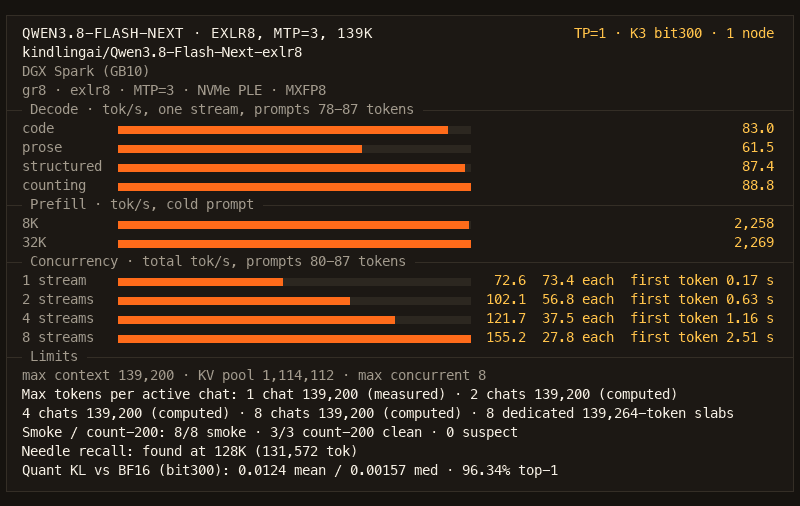 QWEN3.8-FLASH-NEXT · EXLR8, MTP=3, 139K TP=1 · K3 bit300 · 1 node
kindlingai/Qwen3.8-Flash-Next-exlr8
DGX Spark (GB10)
gr8 · exlr8 · MTP=3 · NVMe PLE · MXFP8
Decode · tok/s, one stream, prompts 78-87 tokens
code 83.0
prose 61.5
structured 87.4
counting 88.8
Prefill · tok/s, cold prompt
8K 2,258
32K 2,269
Concurrency · total tok/s, prompts 80-87 tokens
1 stream 72.6 73.4 each first token 0.17 s
2 streams 102.1 56.8 each first token 0.63 s
4 streams 121.7 37.5 each first token 1.16 s
8 streams 155.2 27.8 each first token 2.51 s
Limits
max context 139,200 · KV pool 1,114,112 · max concurrent 8
Max tokens per active chat: 1 chat 139,200 (measured) · 2 chats 139,200 (computed)
4 chats 139,200 (computed) · 8 chats 139,200 (computed) · 8 dedicated 139,264-token slabs
Smoke / count-200: 8/8 smoke · 3/3 count-200 clean · 0 suspect
Needle recall: found at 128K (131,572 tok)
Quant KL vs BF16 (bit300): 0.0124 mean / 0.00157 med · 96.34% top-1